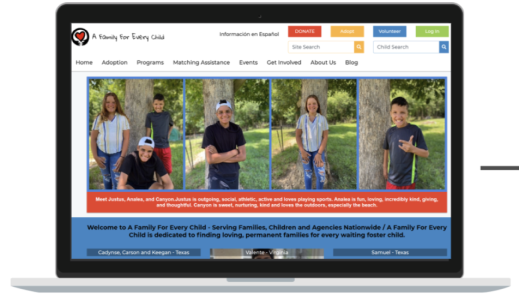 A Family For Every Child
Información en Español
DONATE
About
Volunteer
Log in
Site Search
Child Search
Home Adoption Programs Matching Assistance Events Get Involved About Us Blog
Meet Justus, Analea, and Canyon.Justus is outgoing, social, athletic, active and loves playing sports. Analea is fun, loving, incredibly kind, giving,
and thoughtful. Canyon is sweet, nurturing, kind and loves the outdoors, especially the beach.
Welcome to A Family For Every Child - Serving Families, Children and Agencies Nationwide / A Family For Every
Child is dedicated to finding loving, permanent families for every waiting foster child.
Cadynse, Carson and Keegan - Texas
Valente - Virginia
Samuel - Texas